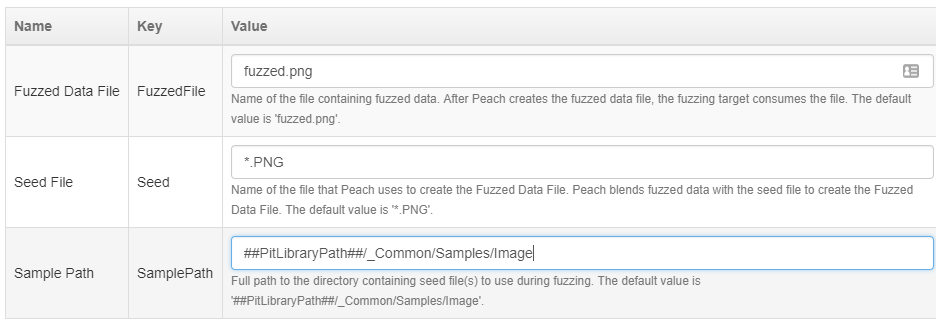 Name Key Value
Fuzzed Data File FuzzedFile fuzzed.png
Name of the file containing fuzzed data. After Peach creates the fuzzed data file, the fuzzing target consumes the file. The default
value is 'fuzzed.png'.
Seed File Seed *.PNG
Name of the file that Peach uses to create the Fuzzed Data File. Peach blends fuzzed data with the seed file to create the Fuzzed
Data File. The default value is '*.PNG'.
Sample Path SamplePath ##PitLibraryPath##/_Common/Samples/Image
Full path to the directory containing seed file(s) to use during fuzzing. The default value is
'##PitLibraryPath##/_Common/Samples/Image'.